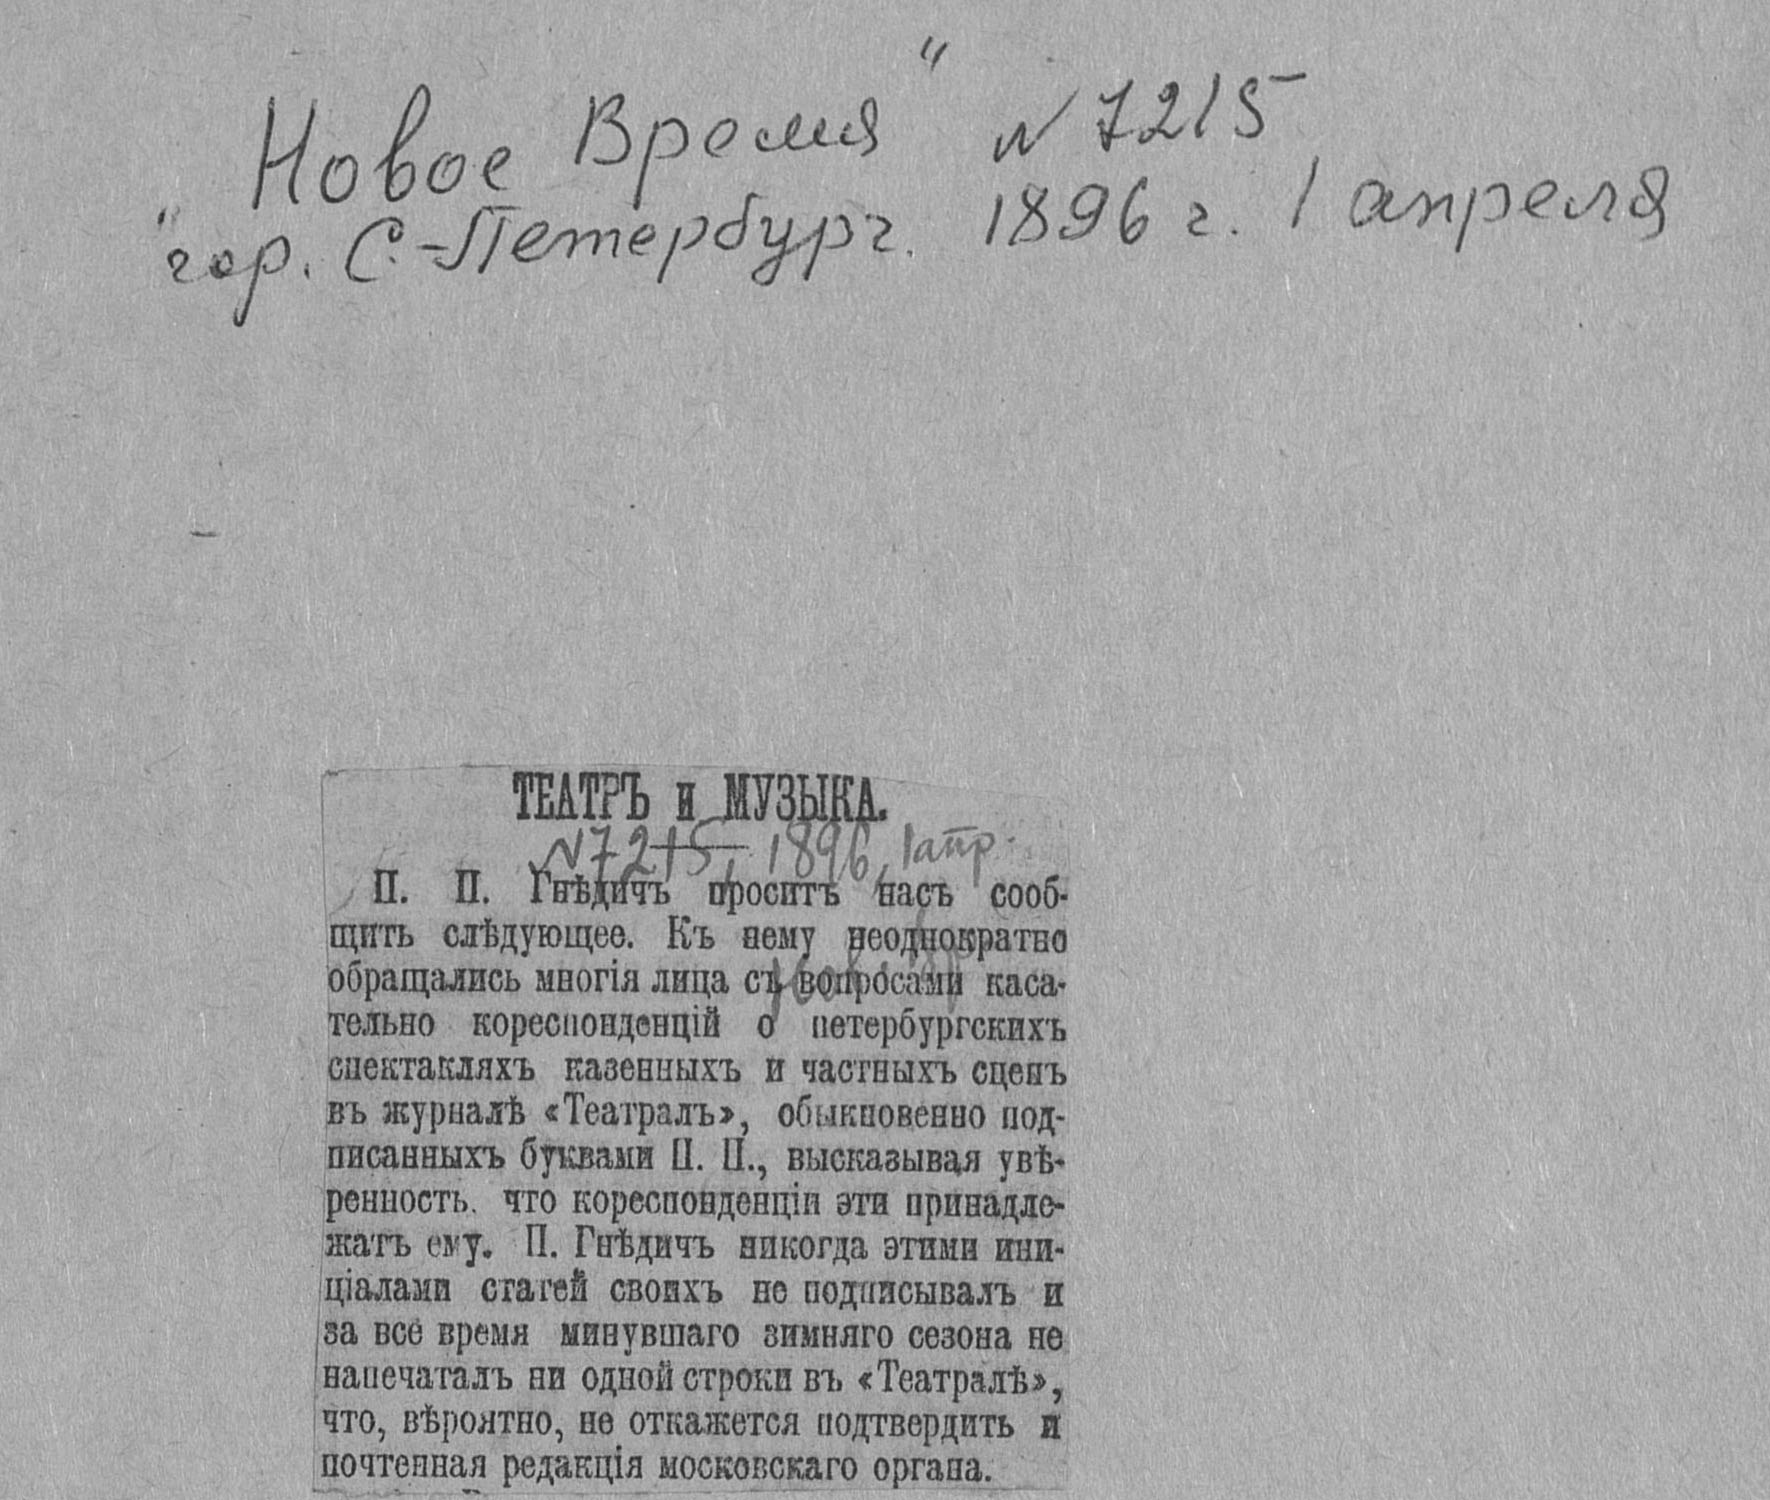 "Новое Время" N 7215
гор. С.-Петербург. 1896 г. 1 апреля
ТЕАТРЪ и МУЗЫКА.
N 7215, 1896, 1 апр.
П. П. Гнѣдичъ проситъ насъ сооб-
щить слѣдующее. Къ нему неоднократно
обращались многія лица съ вопросами каса-
тельно кореспонденцій о петербургскихъ
спектакляхъ казенныхъ и частныхъ сценъ
въ журналѣ «Театралъ», обыкновенно под-
писанныхъ буквами П. П., высказывая увѣ-
ренность, что кореспонденціи эти принадле-
жатъ ему. П. Гнѣдичъ никогда этими ини-
ціалами статей своихъ не подписывалъ и
за все время минувшаго зимняго сезона не
напечаталъ ни одной строки въ «Театралѣ»,
что, вѣроятно, не откажется подтвердить и
почтенная редакція московскаго органа.